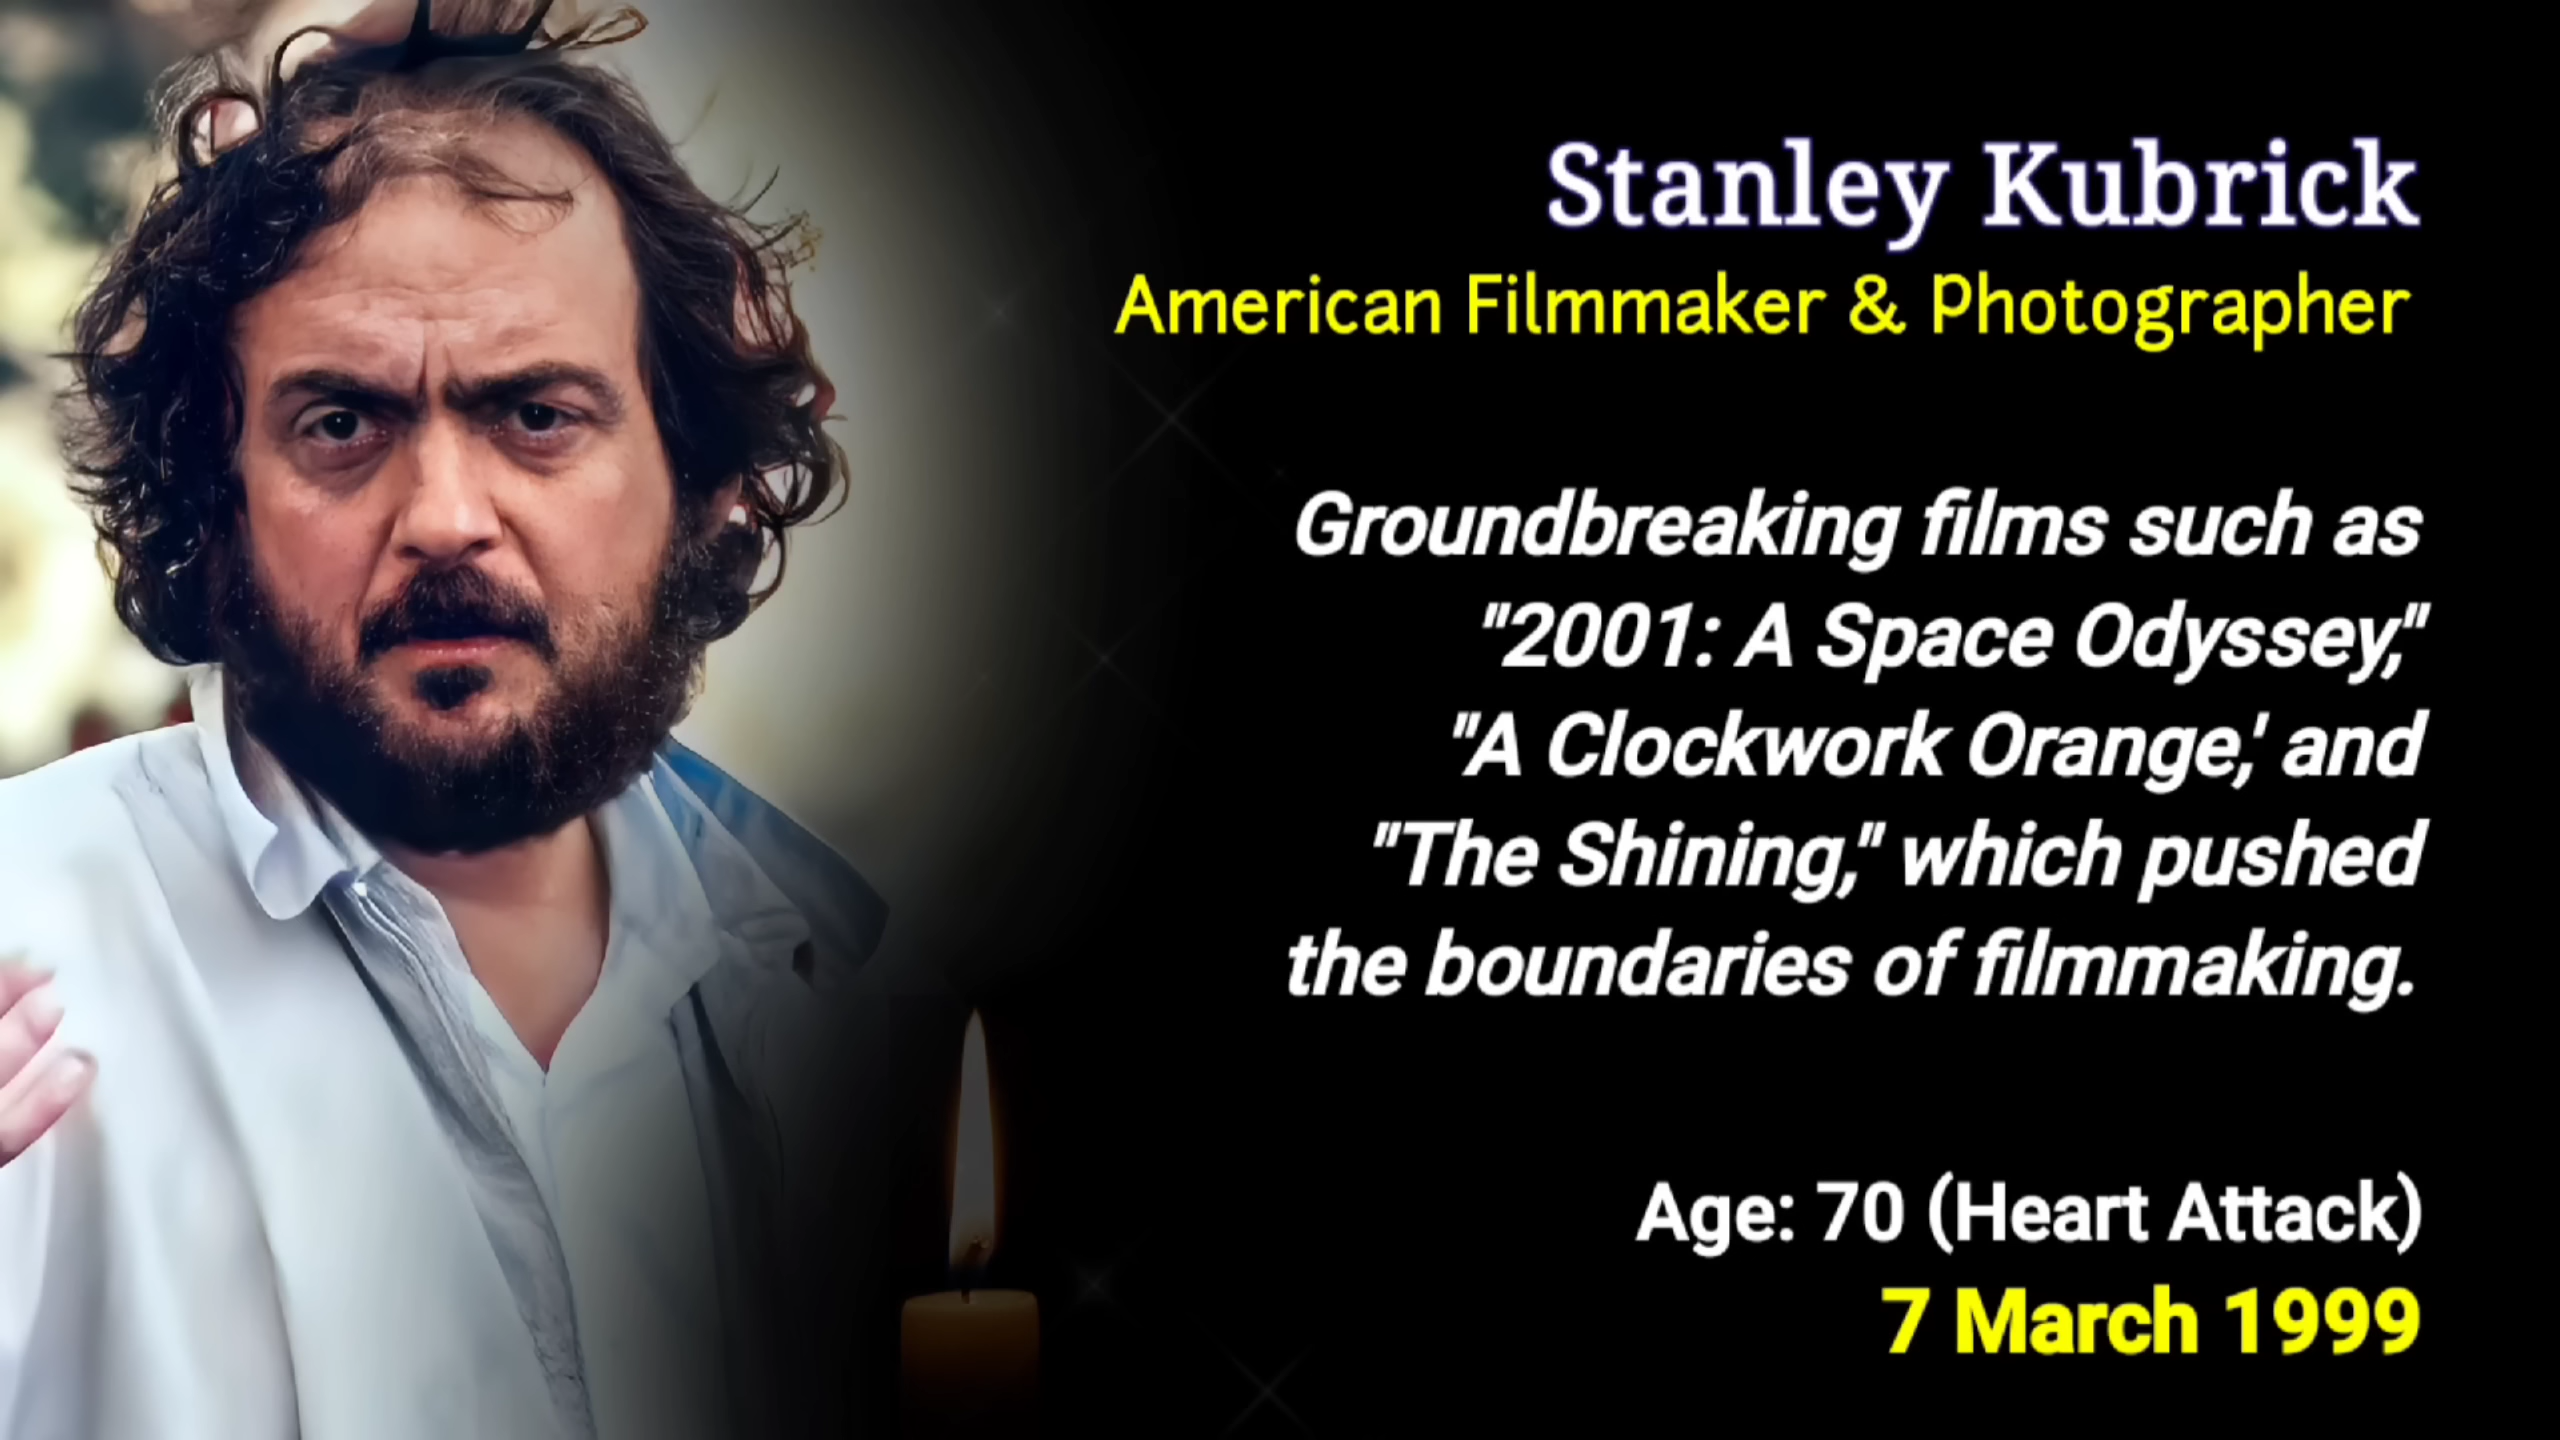 Stanley Kubrick
American Filmmaker & Photographer
Groundbreaking films such as
"2001: A Space Odyssey,"
"A Clockwork Orange,' and
"The Shining," which pushed
the boundaries of filmmaking.
Age: 70 (Heart Attack)
7 March 1999